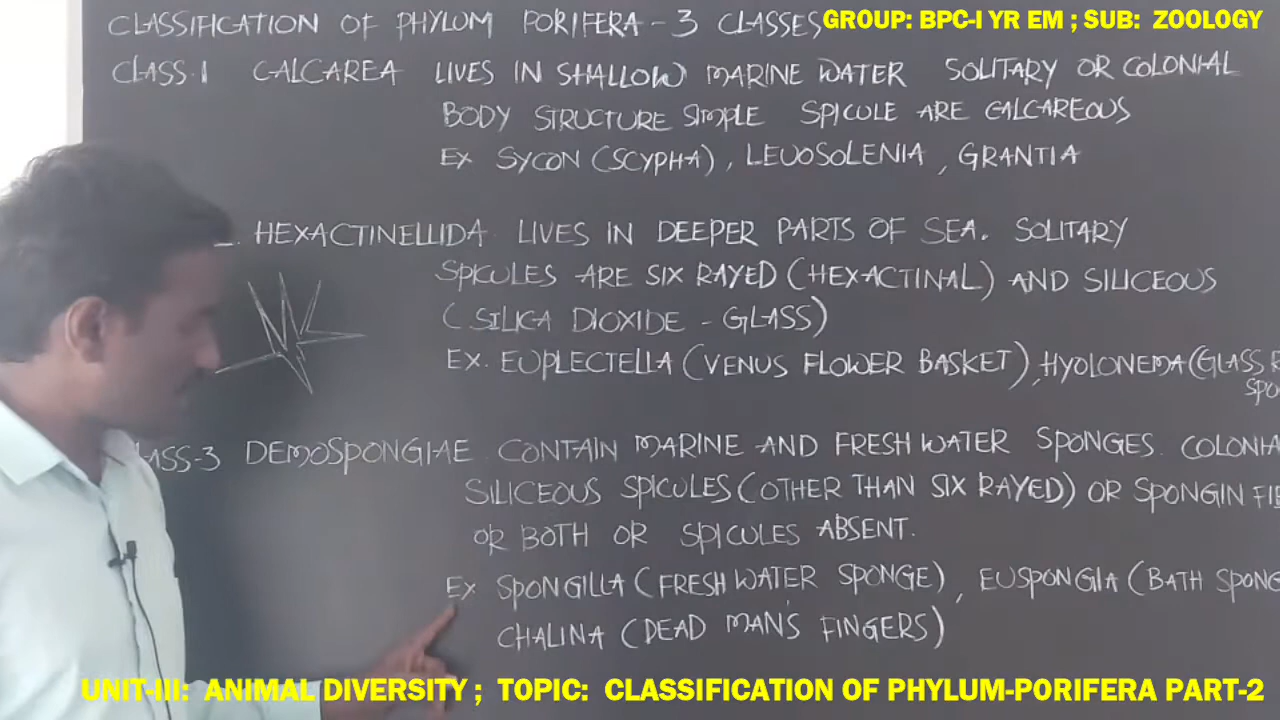 CLASSIFICATION OF PHYLUM PORIFERA - 3 CLASSES
GROUP: BPC-I YR EM ; SUB: ZOOLOGY
CLASS.1 CALCAREA LIVES IN SHALLOW MARINE WATER SOLITARY OR COLONIAL
BODY STRUCTURE SIMPLE SPICULE ARE CALCAREOUS
EX SYCON (SCYPHA), LEUOSOLENIA, GRANTIA
HEXACTINELLIDA LIVES IN DEEPER PARTS OF SEA. SOLITARY
SPICULES ARE SIX RAYED (HEXACTINAL) AND SILICEOUS
(SILICA DIOXIDE - GLASS)
EX. EUPLECTELLA (VENUS FLOWER BASKET), HYOLONEMA (GLASS
ASS-3 DEMOSPONGIAE CONTAIN MARINE AND FRESH WATER SPONGES. COLONIA
SILICEOUS SPICULES (OTHER THAN SIX RAYED) OR SPONGIN
OR BOTH OR SPICULES ABSENT.
EX SPONGILLA (FRESH WATER SPONGE), EUSPONGIA (BATH SPONG
CHALINA (DEAD MAN'S FINGERS)
UNIT-III: ANIMAL DIVERSITY ; TOPIC: CLASSIFICATION OF PHYLUM-PORIFERA PART-2